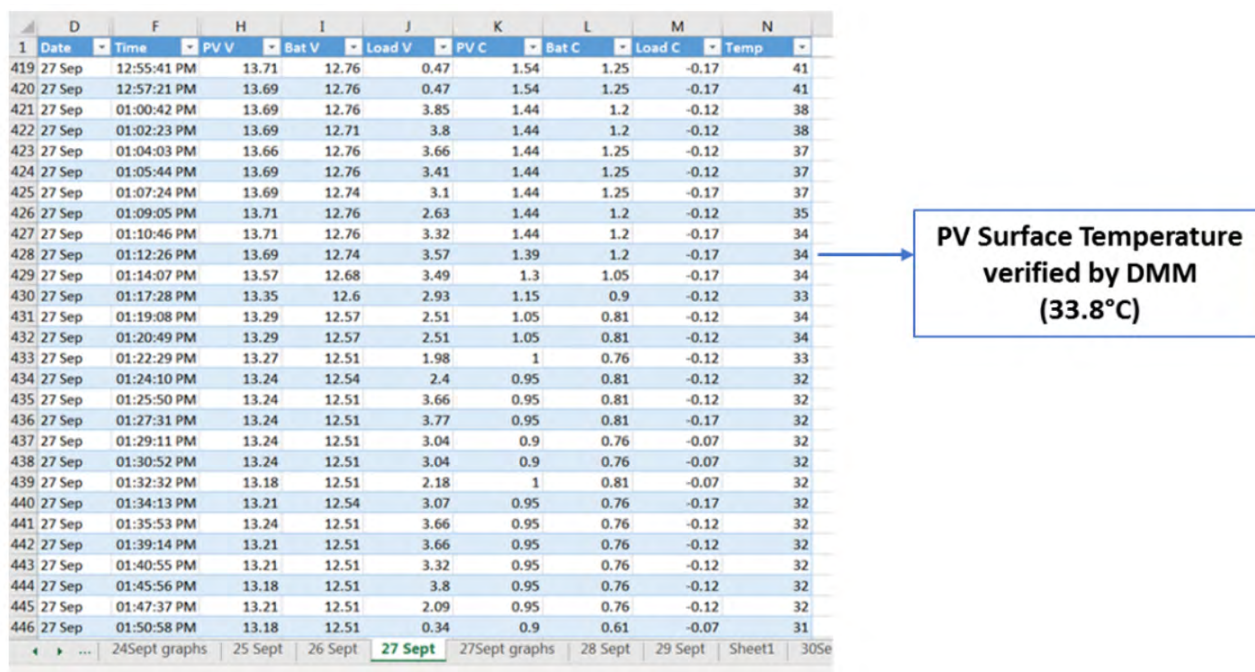 D F H I J K L M N
1 Date Time PV V Bat V Load V PV C Bat C Load C Temp
419 27 Sep 12:55:41 PM 13.71 12.76 0.47 1.54 1.25 -0.17 41
420 27 Sep 12:57:21 PM 13.69 12.76 0.47 1.54 1.25 -0.17 41
421 27 Sep 01:00:42 PM 13.69 12.76 3.85 1.44 1.2 -0.12 38
422 27 Sep 01:02:23 PM 13.69 12.71 3.8 1.44 1.2 -0.12 38
423 27 Sep 01:04:03 PM 13.66 12.76 3.66 1.44 1.25 -0.12 37
424 27 Sep 01:05:44 PM 13.69 12.76 3.41 1.44 1.25 -0.12 37
425 27 Sep 01:07:24 PM 13.69 12.74 3.1 1.44 1.25 -0.17 37
426 27 Sep 01:09:05 PM 13.71 12.76 2.63 1.44 1.2 -0.12 35
427 27 Sep 01:10:46 PM 13.71 12.76 3.32 1.44 1.2 -0.17 34
428 27 Sep 01:12:26 PM 13.69 12.74 3.57 1.39 1.2 -0.17 34
429 27 Sep 01:14:07 PM 13.57 12.68 3.49 1.3 1.05 -0.17 34
430 27 Sep 01:17:28 PM 13.35 12.6 2.93 1.15 0.9 -0.12 33
431 27 Sep 01:19:08 PM 13.29 12.57 2.51 1.05 0.81 -0.12 34
432 27 Sep 01:20:49 PM 13.29 12.57 2.51 1.05 0.81 -0.12 34
433 27 Sep 01:22:29 PM 13.27 12.51 1.98 1 0.76 -0.12 33
434 27 Sep 01:24:10 PM 13.24 12.54 2.4 0.95 0.81 -0.12 32
435 27 Sep 01:25:50 PM 13.24 12.51 3.66 0.95 0.81 -0.12 32
436 27 Sep 01:27:31 PM 13.24 12.51 3.77 0.95 0.81 -0.17 32
437 27 Sep 01:29:11 PM 13.24 12.51 3.04 0.9 0.76 -0.07 32
438 27 Sep 01:30:52 PM 13.24 12.51 3.04 0.9 0.76 -0.07 32
439 27 Sep 01:32:32 PM 13.18 12.51 2.18 1 0.81 -0.07 32
440 27 Sep 01:34:13 PM 13.21 12.54 3.07 0.95 0.76 -0.17 32
441 27 Sep 01:35:53 PM 13.24 12.51 3.66 0.95 0.76 -0.12 32
442 27 Sep 01:39:14 PM 13.21 12.51 3.66 0.95 0.76 -0.12 32
443 27 Sep 01:40:55 PM 13.21 12.51 3.32 0.95 0.76 -0.12 32
444 27 Sep 01:45:56 PM 13.18 12.51 3.8 0.95 0.76 -0.12 32
445 27 Sep 01:47:37 PM 13.21 12.51 2.09 0.95 0.76 -0.12 32
446 27 Sep 01:50:58 PM 13.18 12.51 0.34 0.9 0.61 -0.07 31
... 24Sept graphs 25 Sept 26 Sept 27 Sept 27Sept graphs 28 Sept 29 Sept Sheet1 30Se
PV Surface Temperature
verified by DMM
(33.8°C)